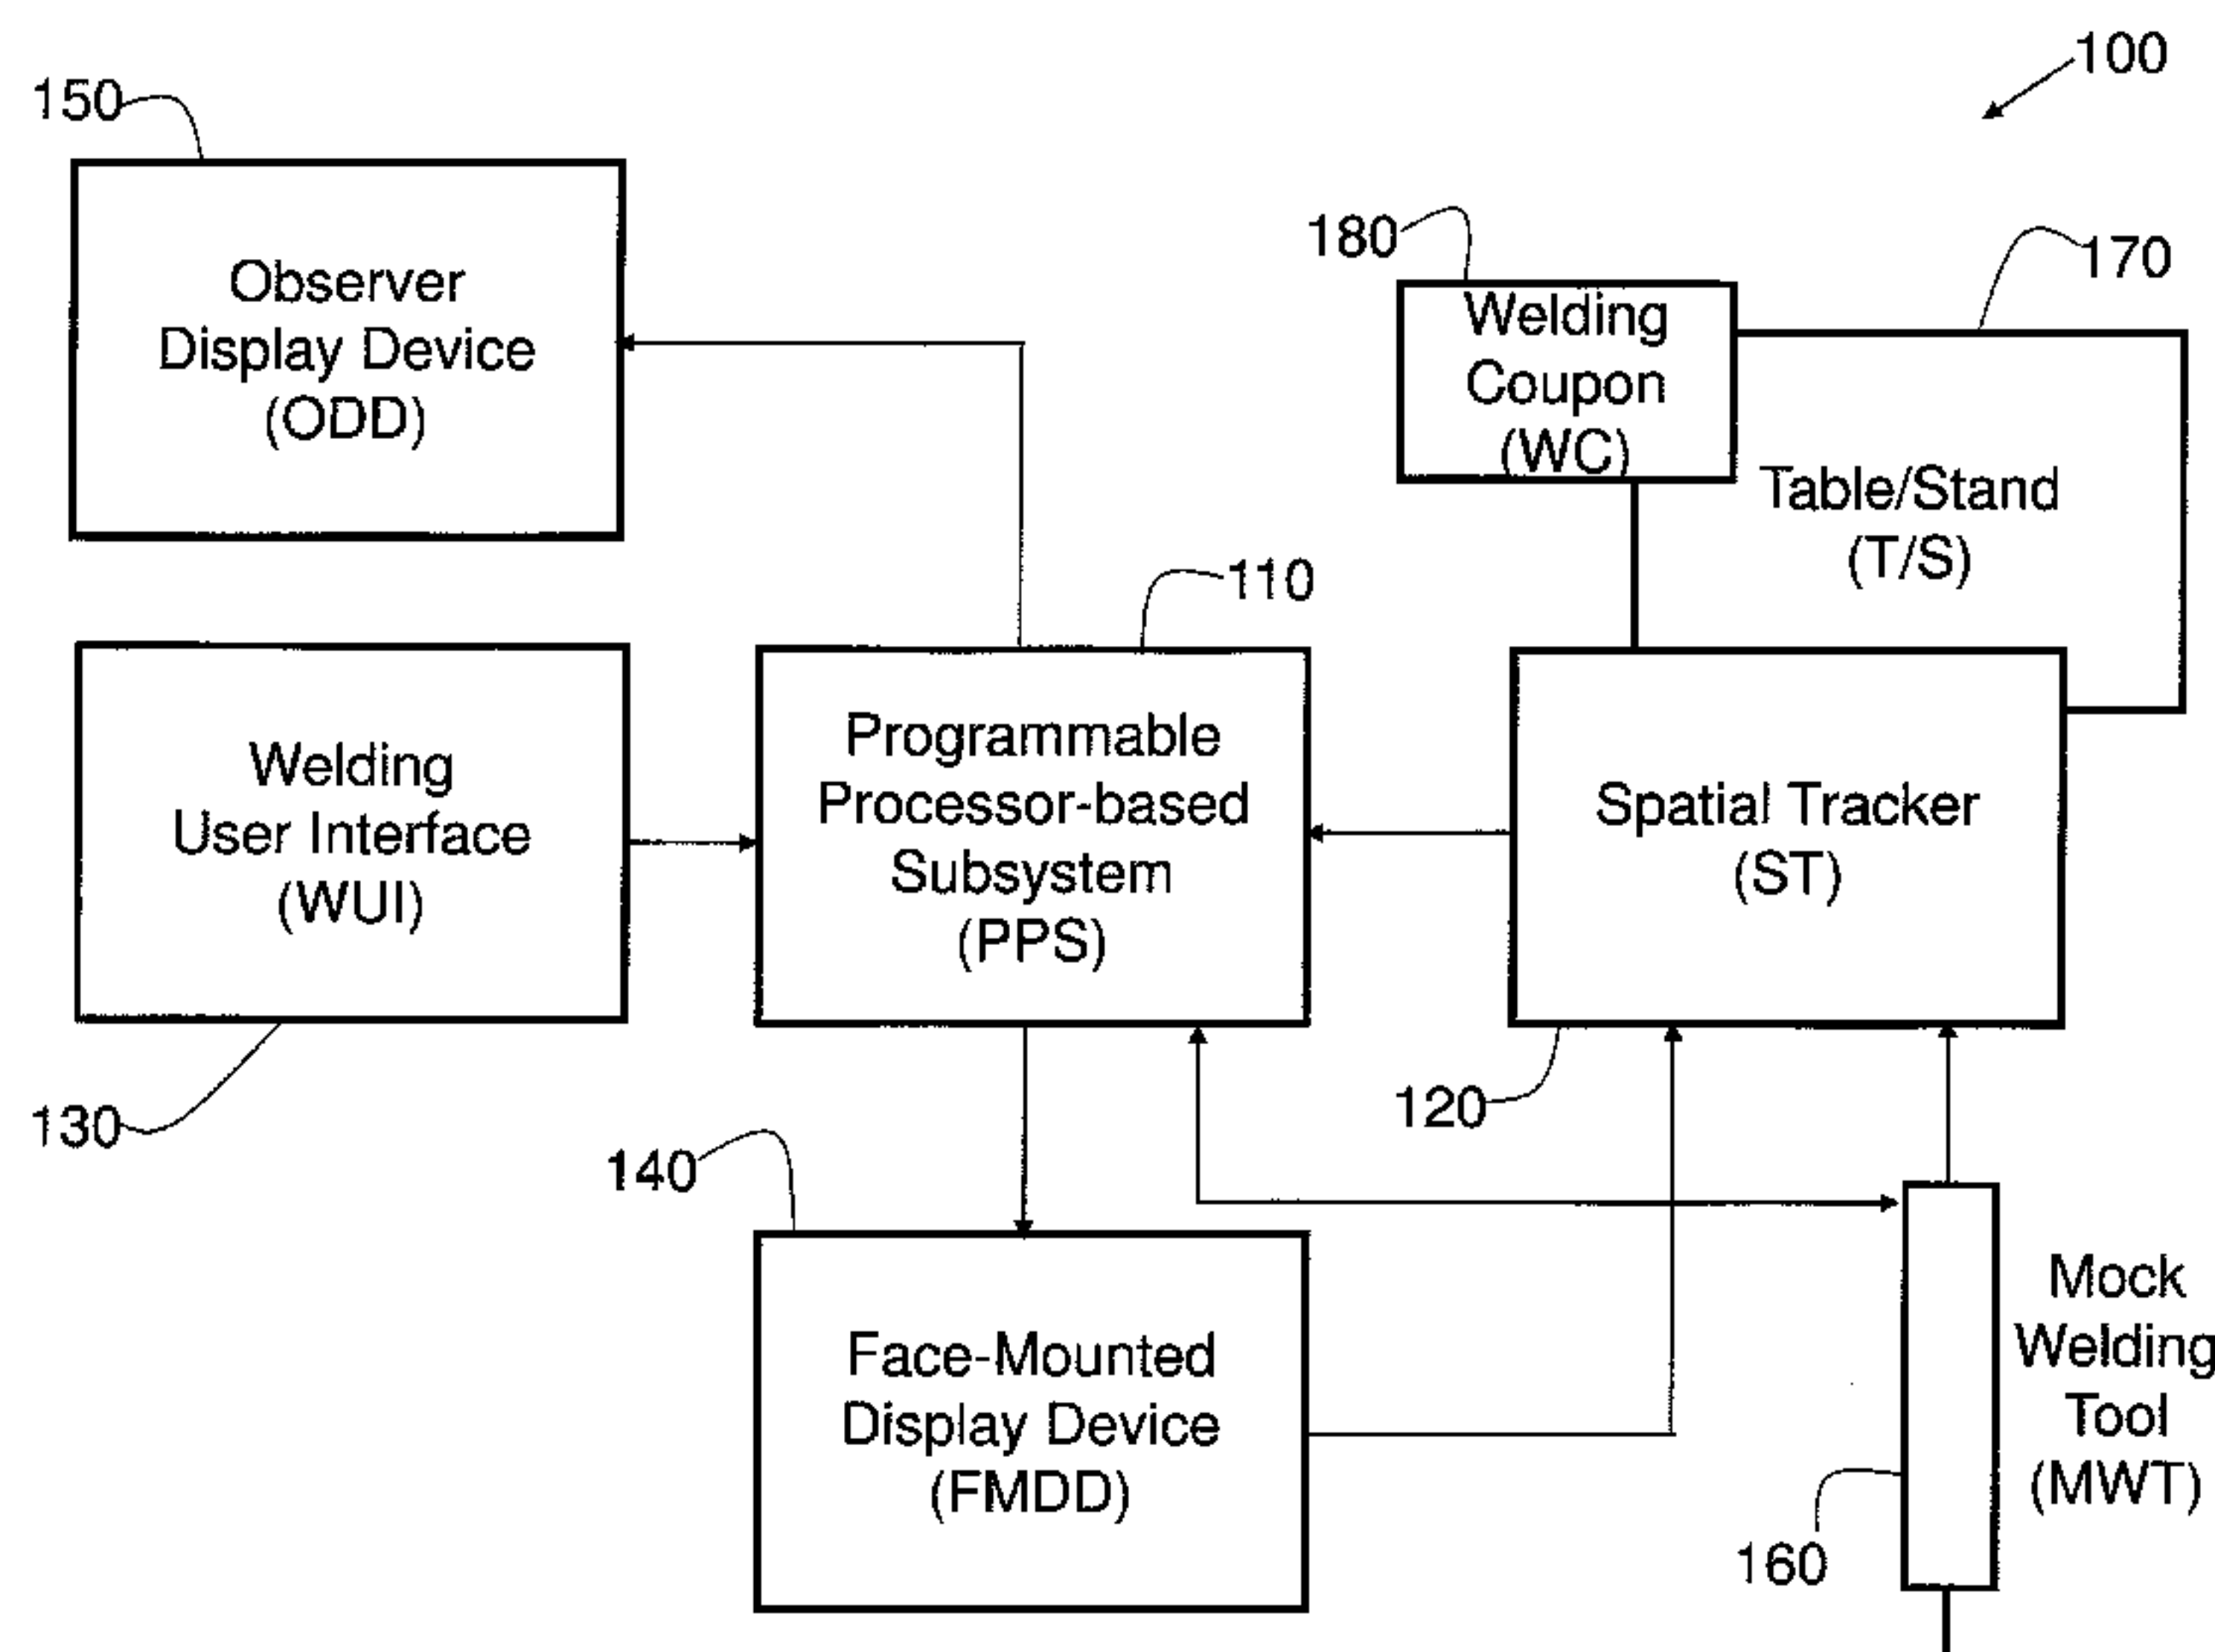 100
150
Observer
Display Device
(ODD)
180
Welding
Coupon
(WC)
170
Table/Stand
(T/S)
110
Welding
User Interface
(WUI)
Programmable
Processor-based
Subsystem
(PPS)
Spatial Tracker
(ST)
130
140
120
Face-Mounted
Display Device
(FMDD)
Mock
Welding
Tool
(MWT)
160